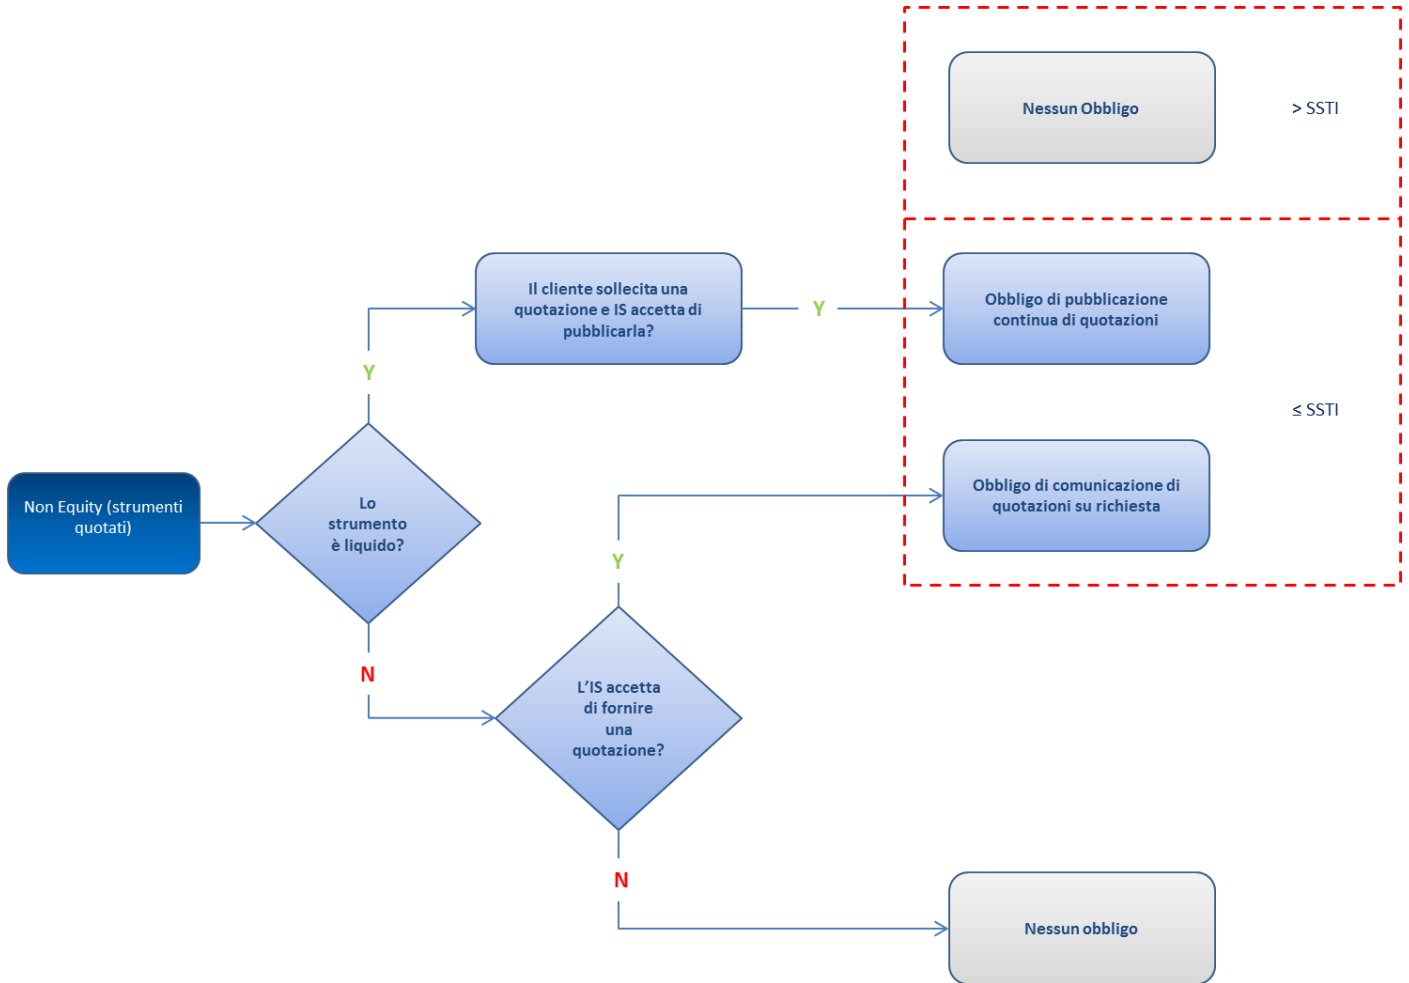 Nessun Obbligo
> SSTI
Il cliente sollecita una
quotazione e IS accetta di
pubblicarla?
Y
Obbligo di pubblicazione
continua di quotazioni
Y
≤ SSTI
Non Equity (strumenti
quotati)
Lo
strumento
è liquido?
Obbligo di comunicazione di
quotazioni su richiesta
Y
N
L'IS accetta
di fornire
una
quotazione?
N
Nessun obbligo